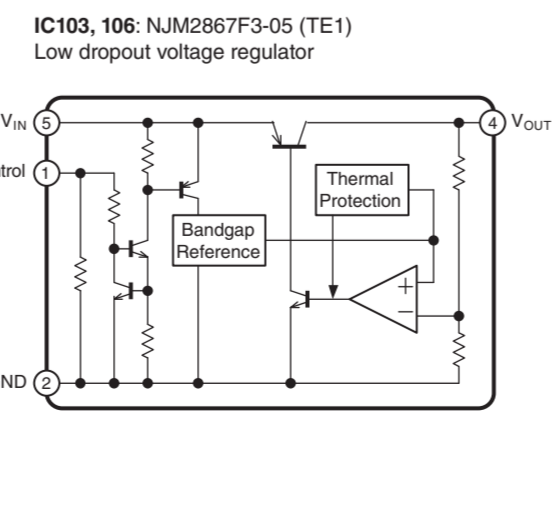 IC103, 106: NJM2867F3-05 (TE1)
Low dropout voltage regulator
VIN 5
4 VOUT
trol 1
Thermal
Protection
Bandgap
Reference
+
−
ND 2